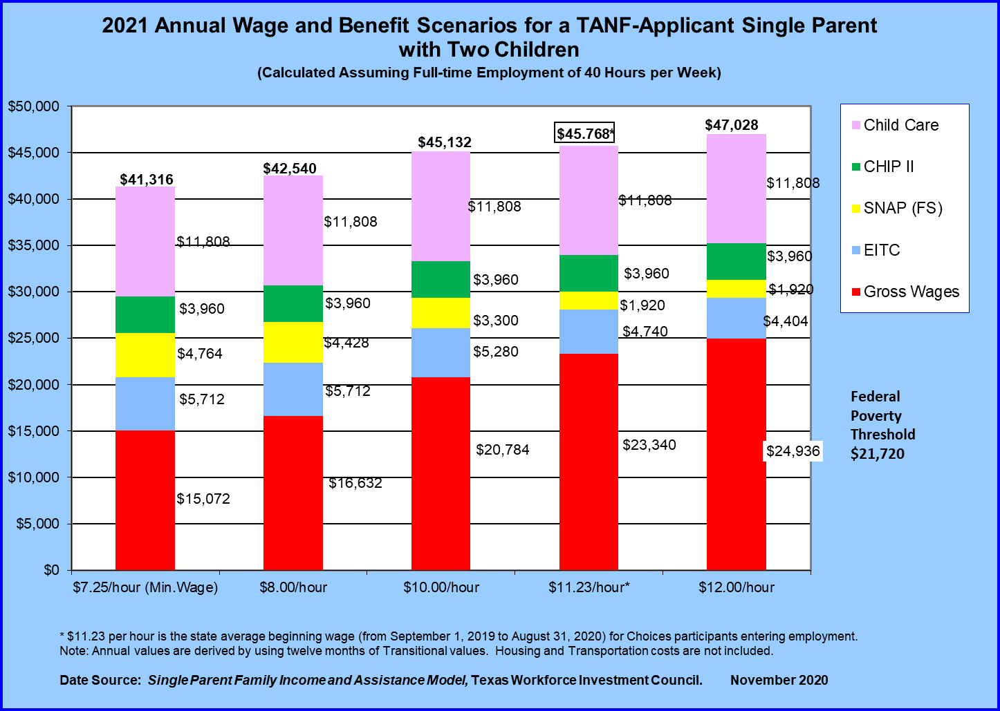 2021 Annual Wage and Benefit Scenarios for a TANF-Applicant Single Parent
with Two Children
(Calculated Assuming Full-time Employment of 40 Hours per Week)
$50,000
$45,000
$40,000
$35,000
$30,000
$25,000
$20,000
$15,000
$10,000
$5,000
$0
$41,316
$11,808
$3,960
$4,764
$5,712
$15,072
$42,540
$11,808
$3,960
$4,428
$5,712
$16,632
$45,132
$11,808
$3,960
$3,300
$5,280
$20,784
$45.768*
$11,808
$3,960
$1,920
$4,740
$23,340
$47,028
$11,808
$3,960
$1,920
$4,404
$24,936
$7.25/hour (Min.Wage)
$8.00/hour
$10.00/hour
$11.23/hour*
$12.00/hour
Child Care
CHIP II
SNAP (FS)
EITC
Gross Wages
Federal
Poverty
Threshold
$21,720
* $11.23 per hour is the state average beginning wage (from September 1, 2019 to August 31, 2020) for Choices participants entering employment.
Note: Annual values are derived by using twelve months of Transitional values. Housing and Transportation costs are not included.
Date Source: Single Parent Family Income and Assistance Model, Texas Workforce Investment Council. November 2020